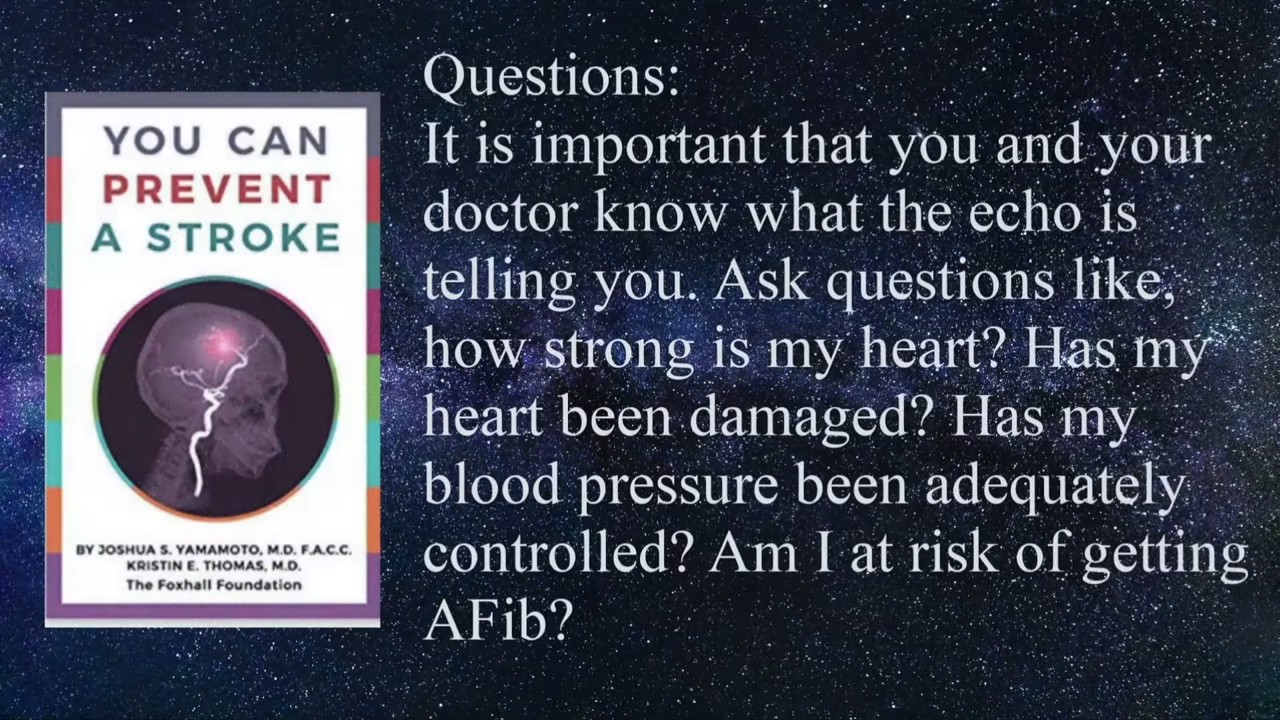 YOU CAN
PREVENT
A STROKE
BY JOSHUA S. YAMAMOTO, M.D. F.A.C.C.
KRISTIN E. THOMAS, M.D.
The Foxhall Foundation
Questions:
It is important that you and your
doctor know what the echo is
telling you. Ask questions like,
how strong is my heart? Has my
heart been damaged? Has my
blood pressure been adequately
controlled? Am I at risk of getting
AFib?